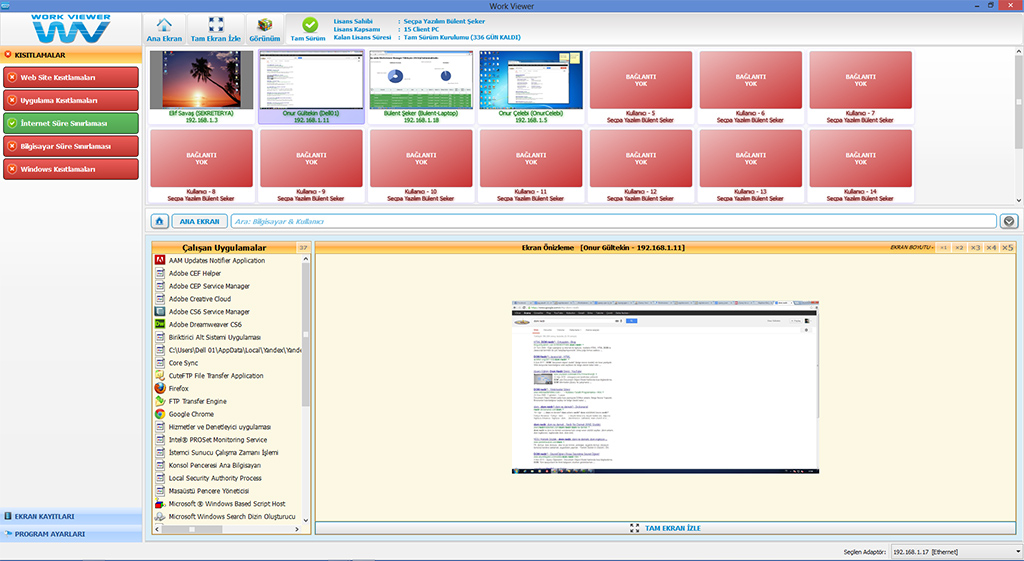 Work Viewer
WORK VIEWER
WV
Ana Ekran
Tam Ekran İzle
Görünüm
Tam Sürüm
Lisans Sahibi : Seçpa Yazılım Bülent Şeker
Lisans Kapsamı : 15 Client PC
Kalan Lisans Süresi : Tam Sürüm Kurulumu (336 GÜN KALDI)
KISITLAMALAR
Web Site Kısıtlamaları
Uygulama Kısıtlamaları
İnternet Süre Sınırlaması
Bilgisayar Süre Sınırlaması
Windows Kısıtlamaları
Elif Savaş (SEKRETERYA)
192.168.1.3
Onur Gültekin (Dell01)
192.168.1.11
Bülent Şeker (Bulent-Laptop)
192.168.1.18
Onur Çelebi (OnurCelebi)
192.168.1.5
BAĞLANTI
YOK
Kullanıcı - 5
Seçpa Yazılım Bülent Şeker
BAĞLANTI
YOK
Kullanıcı - 6
Seçpa Yazılım Bülent Şeker
BAĞLANTI
YOK
Kullanıcı - 7
Seçpa Yazılım Bülent Şeker
BAĞLANTI
YOK
Kullanıcı - 8
Seçpa Yazılım Bülent Şeker
BAĞLANTI
YOK
Kullanıcı - 9
Seçpa Yazılım Bülent Şeker
BAĞLANTI
YOK
Kullanıcı - 10
Seçpa Yazılım Bülent Şeker
BAĞLANTI
YOK
Kullanıcı - 11
Seçpa Yazılım Bülent Şeker
BAĞLANTI
YOK
Kullanıcı - 12
Seçpa Yazılım Bülent Şeker
BAĞLANTI
YOK
Kullanıcı - 13
Seçpa Yazılım Bülent Şeker
BAĞLANTI
YOK
Kullanıcı - 14
Seçpa Yazılım Bülent Şeker
ANA EKRAN
Ara: Bilgisayar & Kullanıcı
Çalışan Uygulamalar 37
AAM Updates Notifier Application
Adobe CEF Helper
Adobe CEP Service Manager
Adobe Creative Cloud
Adobe CS6 Service Manager
Adobe Dreamweaver CS6
Biriktirici Alt Sistemi Uygulaması
C:\Users\Dell 01\AppData\Local\Yandex\Yande
Core Sync
CuteFTP File Transfer Application
Firefox
FTP Transfer Engine
Google Chrome
Hizmetler ve Denetleyici uygulaması
Intel® PROSet Monitoring Service
İstemci Sunucu Çalışma Zamanı İşlemi
Konsol Penceresi Ana Bilgisayarı
Local Security Authority Process
Masaüstü Pencere Yöneticisi
Microsoft ® Windows Based Script Host
Microsoft Windows Search Dizin Oluşturucu
Ekran Önizleme [Onur Gültekin - 192.168.1.11]
EKRAN BOYUTU - ×1 ×2 ×3 ×4 ×5
TAM EKRAN İZLE
EKRAN KAYITLARI
PROGRAM AYARLARI
Seçilen Adaptör: 192.168.1.17 [Ethernet]